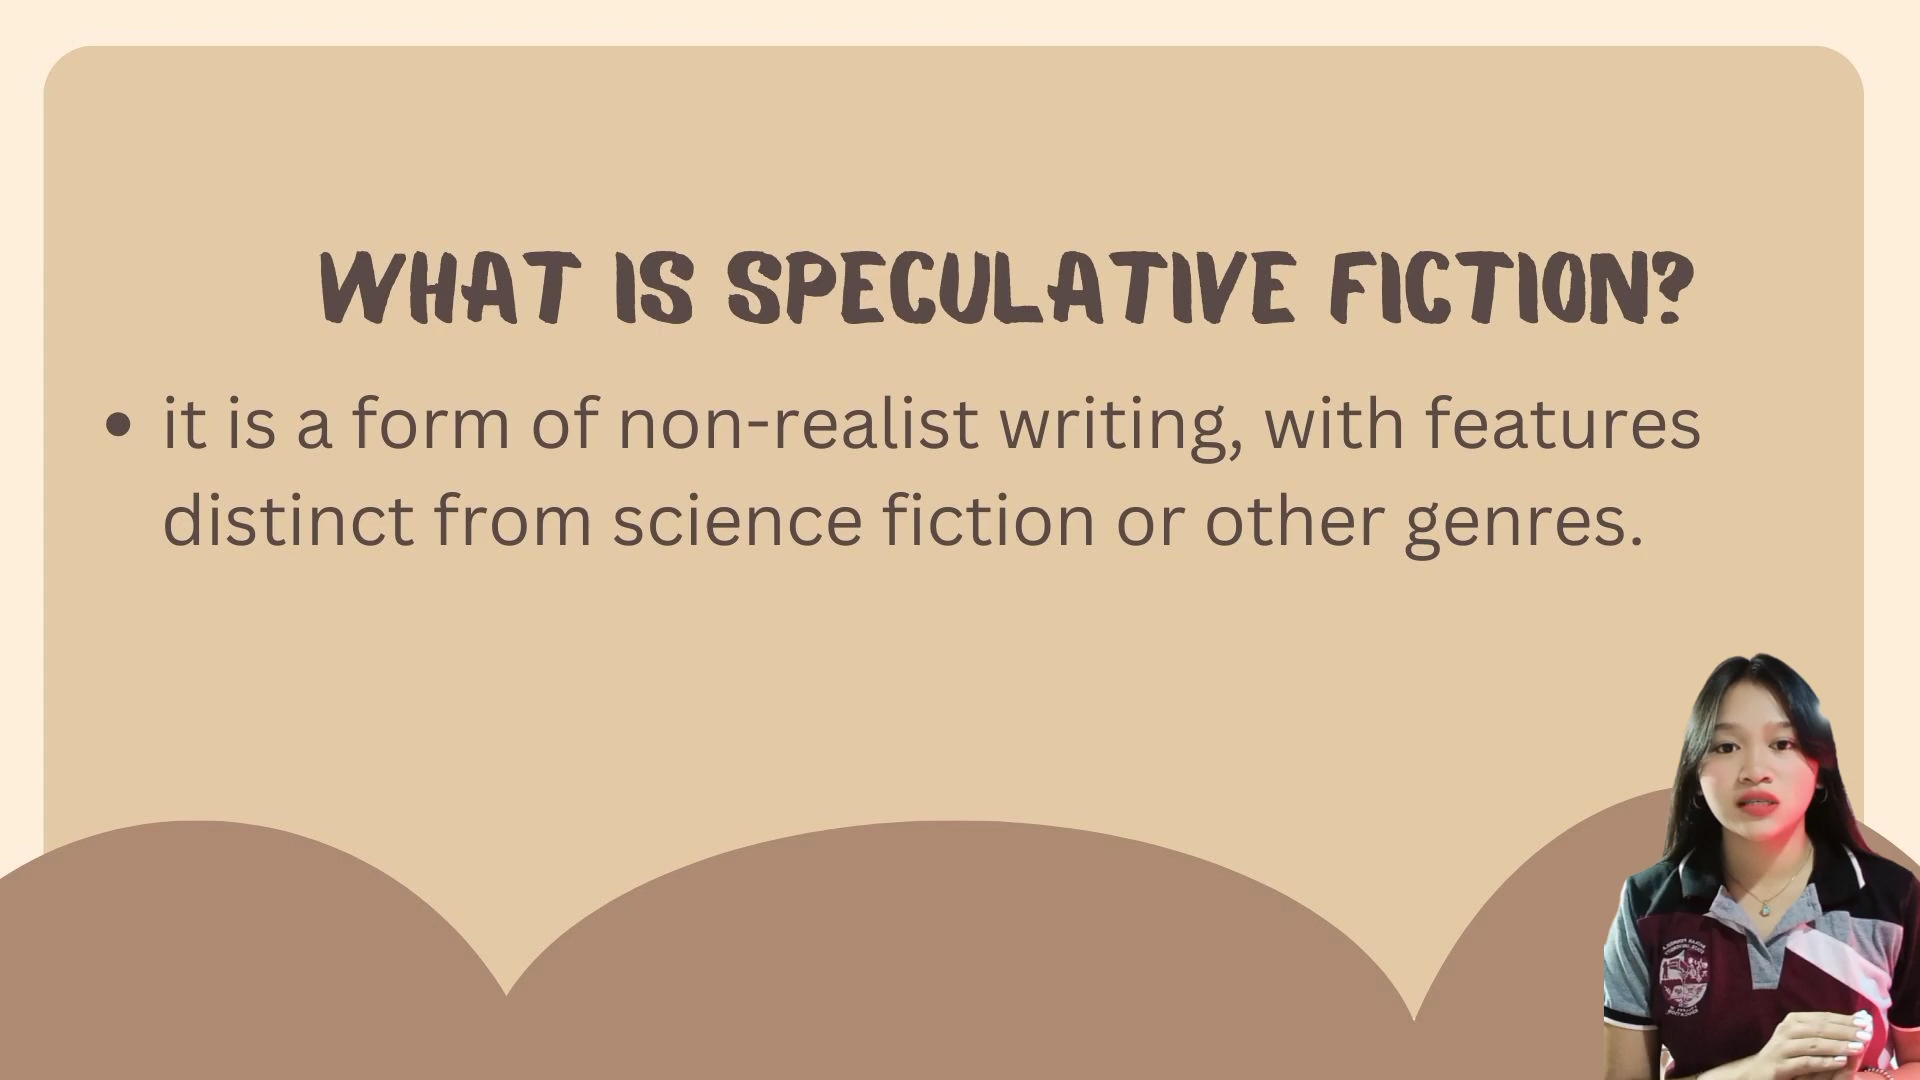 WHAT IS SPECULATIVE FICTION?
• it is a form of non-realist writing, with features
distinct from science fiction or other genres.